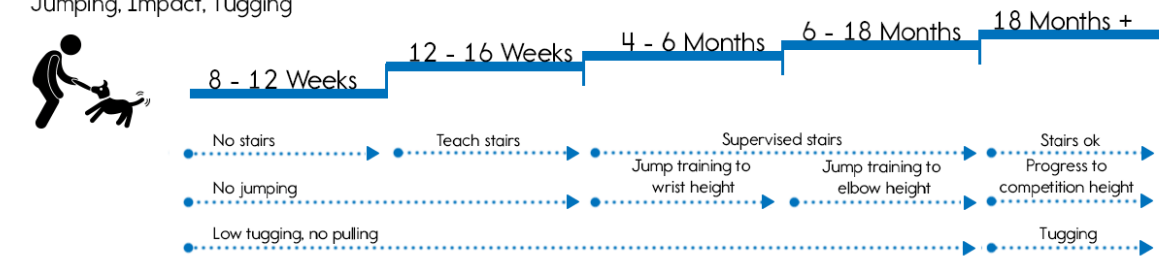 Jumping, Impact, Tugging
8 - 12 Weeks
12 - 16 Weeks
4 - 6 Months
6 - 18 Months
18 Months +
No stairs
Teach stairs
Supervised stairs
Stairs ok
No jumping
Jump training to
wrist height
Jump training to
elbow height
Progress to
competition height
Low tugging, no pulling
Tugging